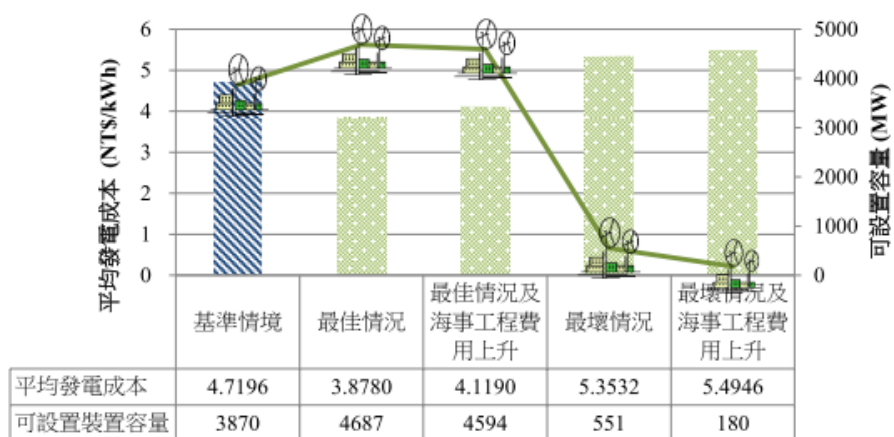 平均發電成本 (NT$/kWh)
6
5
4
3
2
1
0
5000
4000
3000
2000
1000
0
可設置容量 (MW)
基準情境
最佳情況
最佳情況及
海事工程費
用上升
最壞情況
最壞情況及
海事工程費
用上升
平均發電成本 4.7196 3.8780 4.1190 5.3532 5.4946
可設置裝置容量 3870 4687 4594 551 180